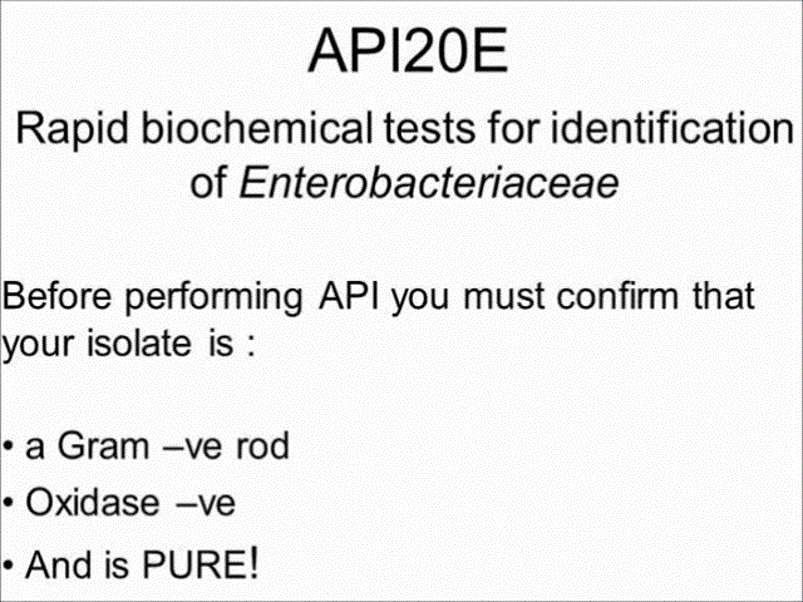 API20E
Rapid biochemical tests for identification
of Enterobacteriaceae
Before performing API you must confirm that
your isolate is :
• a Gram –ve rod
• Oxidase –ve
• And is PURE!